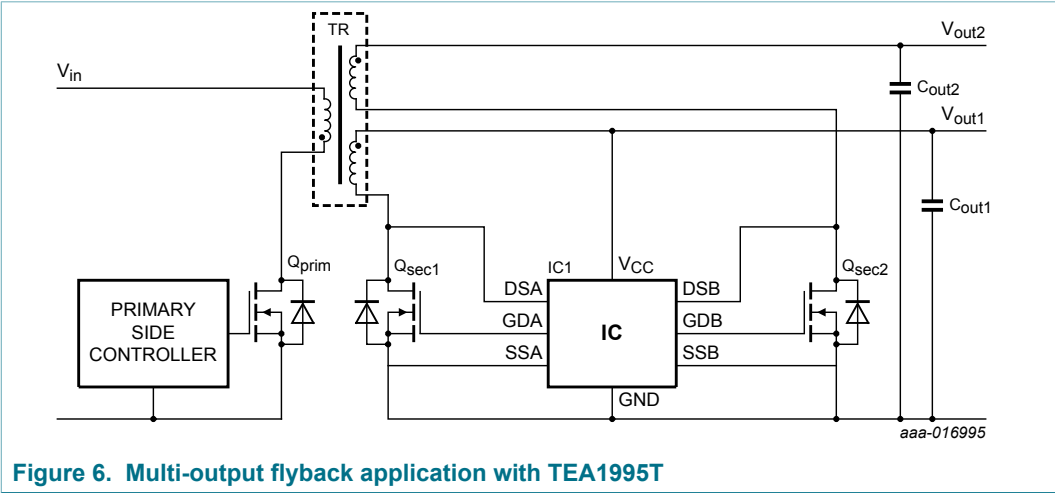 TR
Vout2
Vin
Cout2
Vout1
Cout1
Qprim
Qsec1
IC1
VCC
Qsec2
DSA
DSB
PRIMARY
SIDE
CONTROLLER
GDA
IC
GDB
SSA
SSB
GND
aaa-016995
Figure 6. Multi-output flyback application with TEA1995T